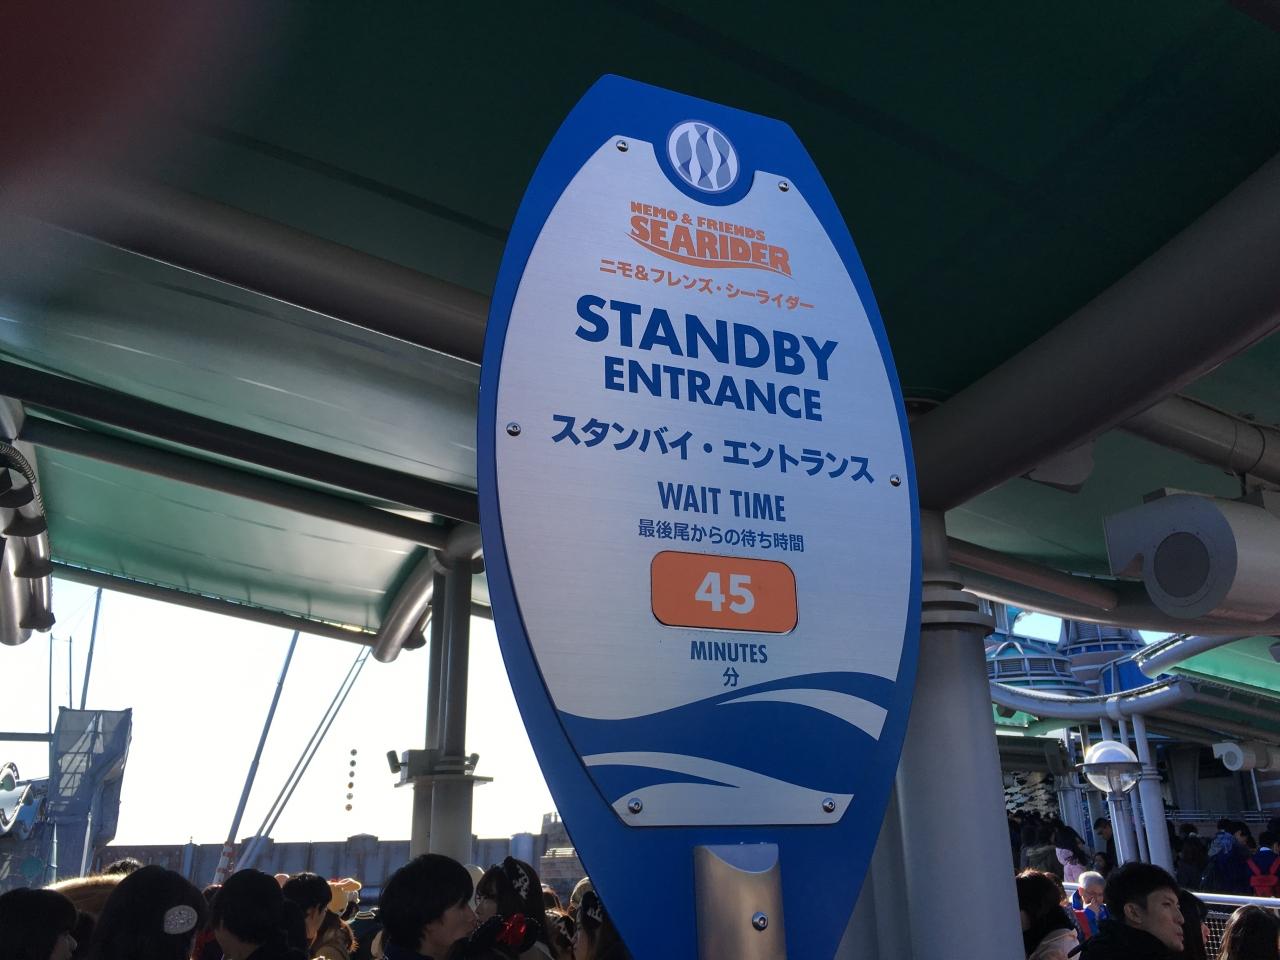 NEMO & FRIENDS
SEARIDER
ニモ&フレンズ・シーライダー
STANDBY
ENTRANCE
スタンバイ・エントランス
WAIT TIME
最後尾からの待ち時間
45
MINUTES
分